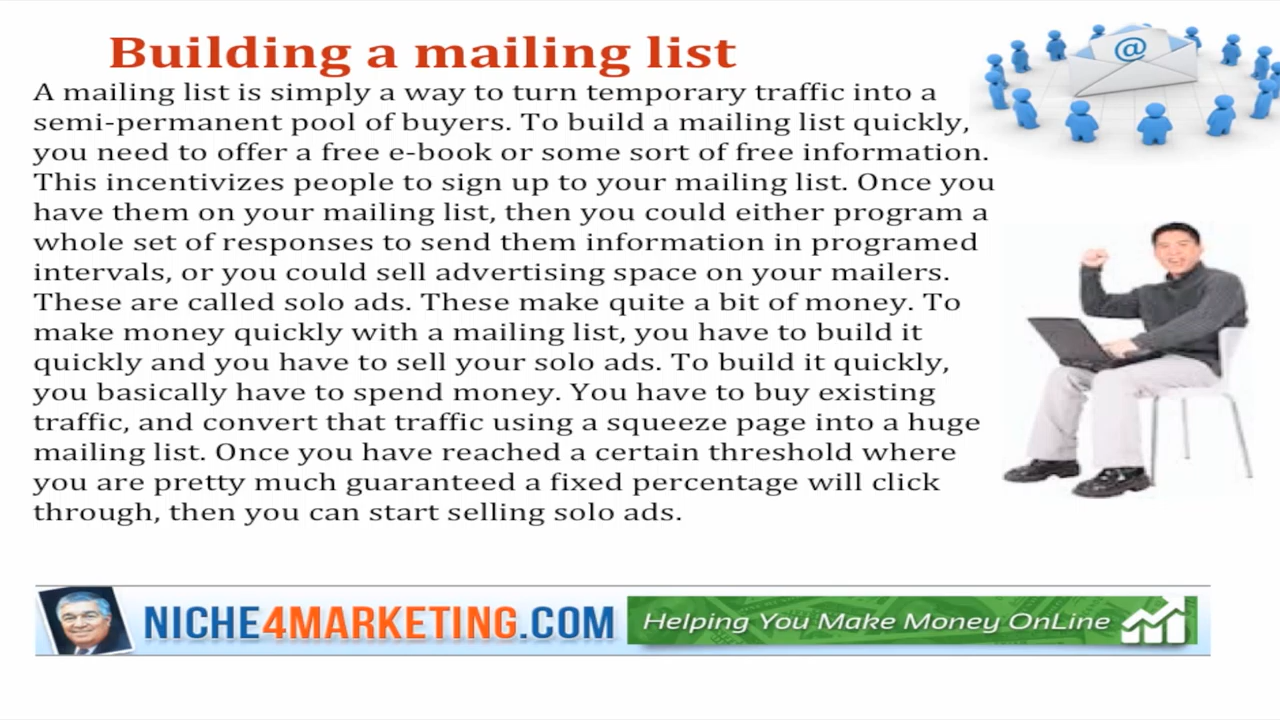 Building a mailing list
@
A mailing list is simply a way to turn temporary traffic into a
semi-permanent pool of buyers. To build a mailing list quickly,
you need to offer a free e-book or some sort of free information.
This incentivizes people to sign up to your mailing list. Once you
have them on your mailing list, then you could either program a
whole set of responses to send them information in programed
intervals, or you could sell advertising space on your mailers.
These are called solo ads. These make quite a bit of money. To
make money quickly with a mailing list, you have to build it
quickly and you have to sell your solo ads. To build it quickly,
you basically have to spend money. You have to buy existing
traffic, and convert that traffic using a squeeze page into a huge
mailing list. Once you have reached a certain threshold where
you are pretty much guaranteed a fixed percentage will click
through, then you can start selling solo ads.
NICHE4MARKETING.COM Helping You Make Money OnLine